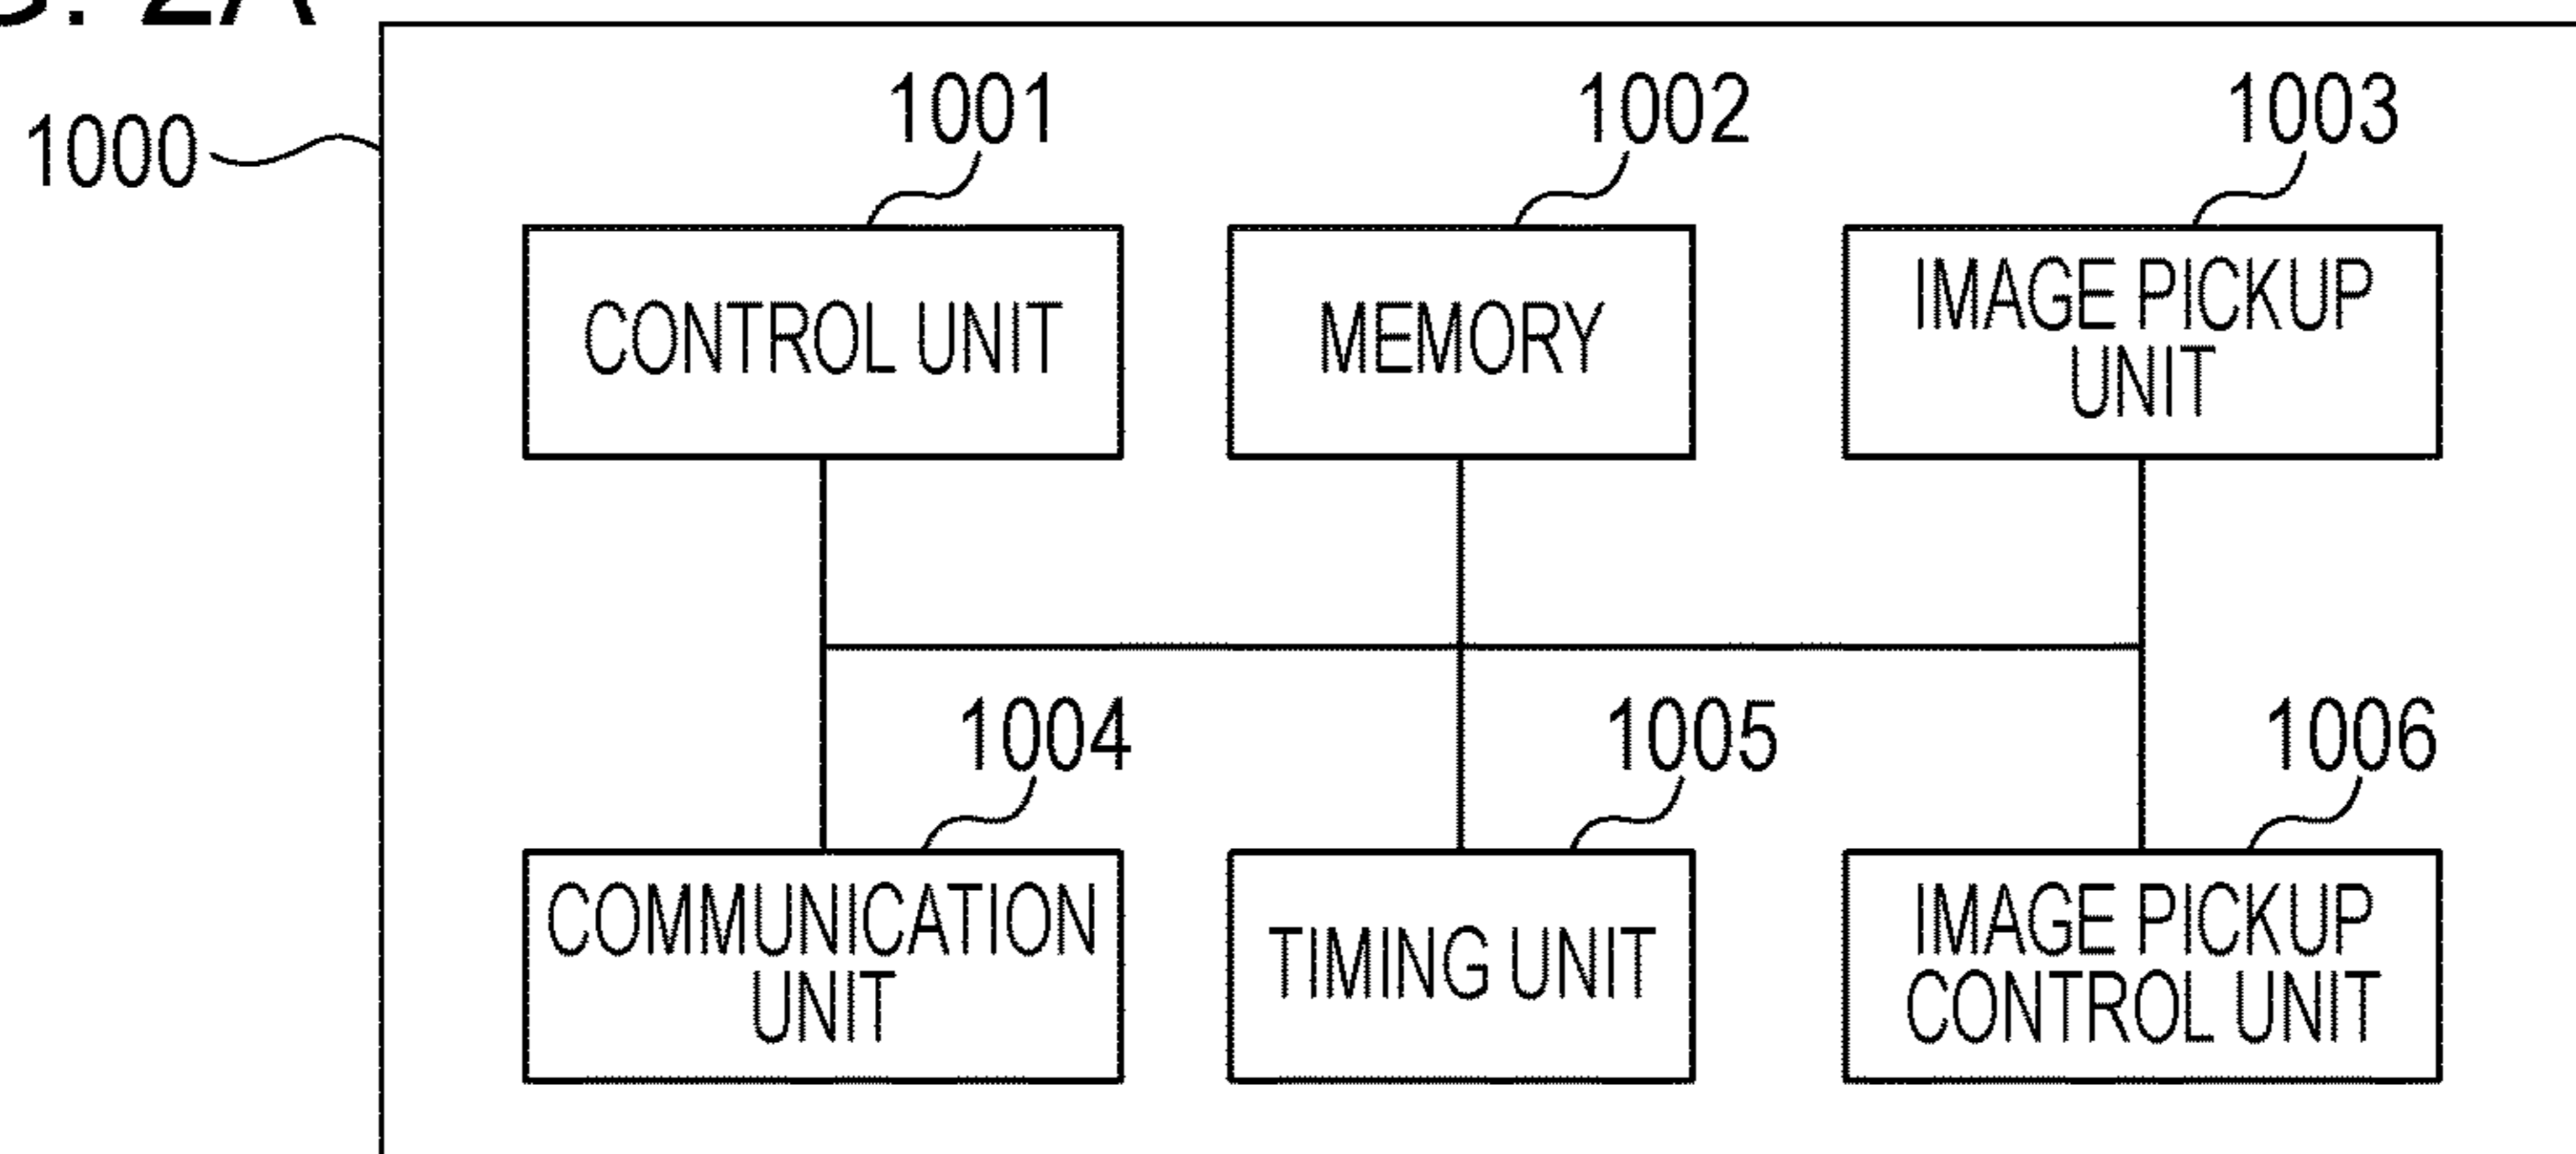 2A
1000
1001
1002
1003
CONTROL UNIT
MEMORY
IMAGE PICKUP
UNIT
1004
1005
1006
COMMUNICATION
UNIT
TIMING UNIT
IMAGE PICKUP
CONTROL UNIT